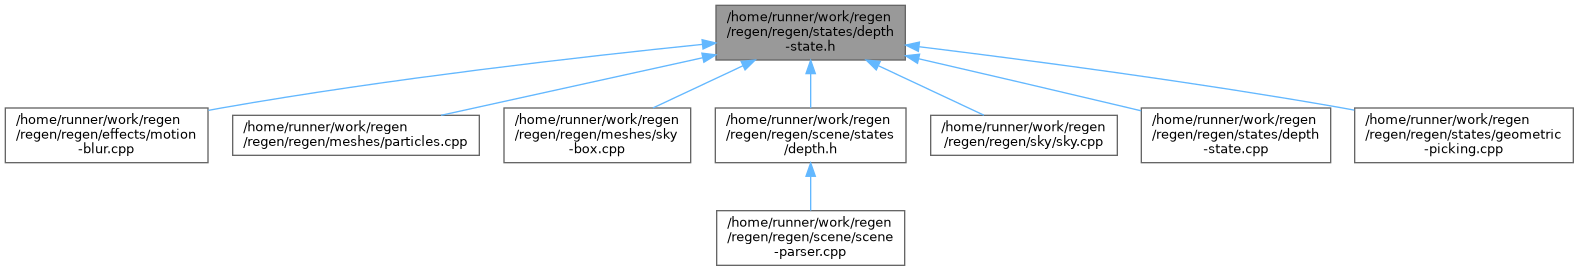 /home/runner/work/regen
/regen/regen/states/depth
-state.h
/home/runner/work/regen
/regen/regen/effects/motion
-blur.cpp
/home/runner/work/regen
/regen/regen/meshes/particles.cpp
/home/runner/work/regen
/regen/regen/meshes/sky
-box.cpp
/home/runner/work/regen
/regen/regen/scene/states
/depth.h
/home/runner/work/regen
/regen/regen/sky/sky.cpp
/home/runner/work/regen
/regen/regen/states/depth
-state.cpp
/home/runner/work/regen
/regen/regen/states/geometric
-picking.cpp
/home/runner/work/regen
/regen/regen/scene/scene
-parser.cpp